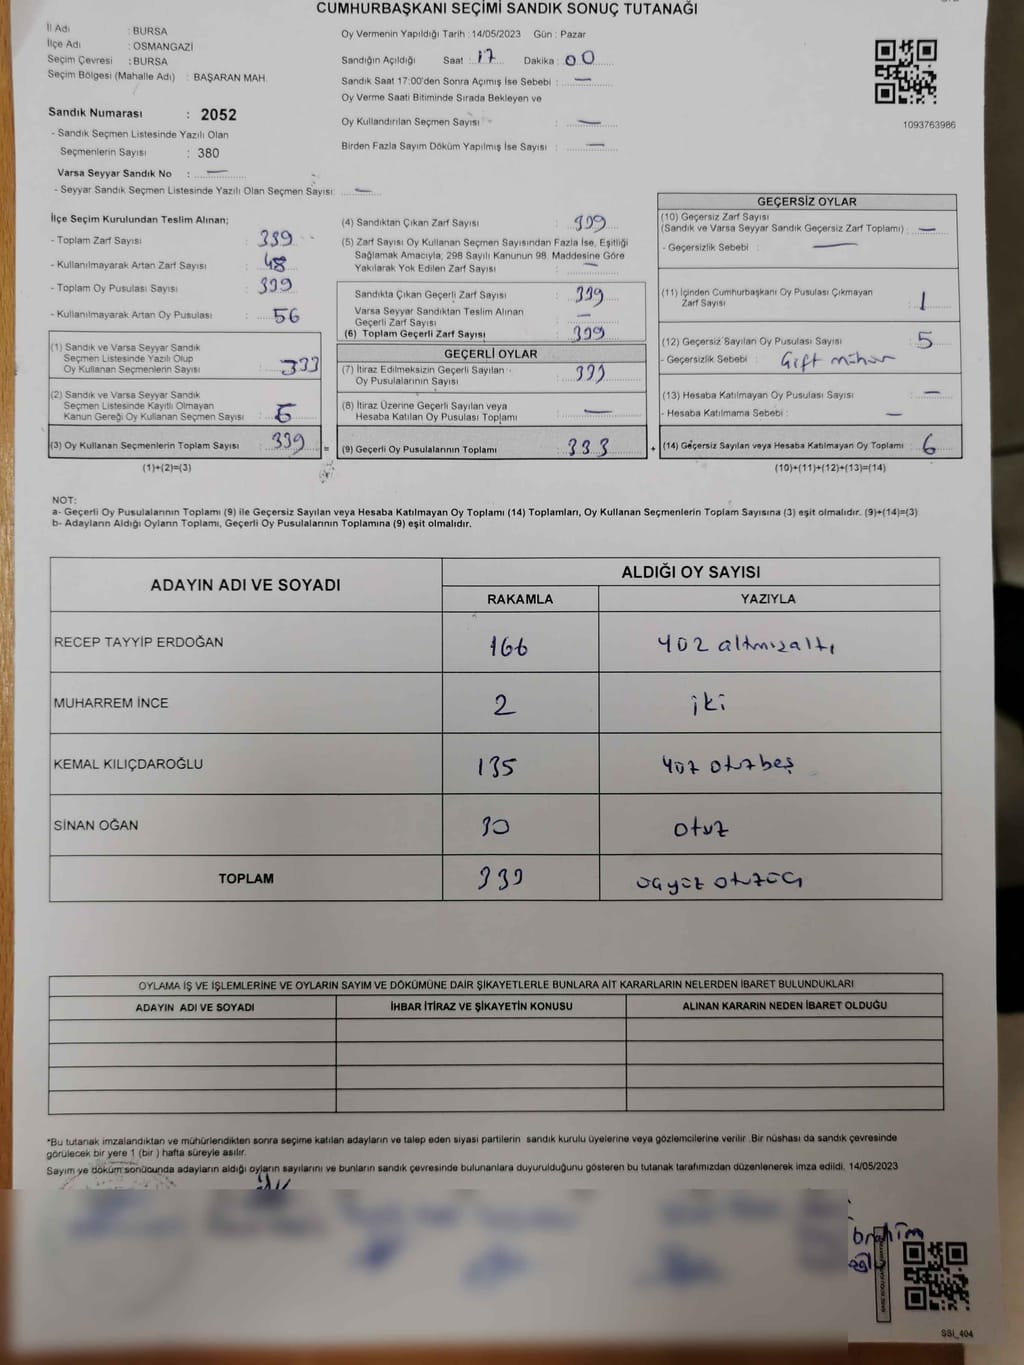 CUMHURBAŞKANI SEÇİMİ SANDIK SONUÇ TUTANAĞI
İl Adı : BURSA
İlçe Adı : OSMANGAZİ
Seçim Çevresi : BURSA
Seçim Bölgesi (Mahalle Adı) : BAŞARAN MAH.
Sandık Numarası : 2052
- Sandık Seçmen Listesinde Yazılı Olan
Seçmenlerin Sayısı : 380
Varsa Seyyar Sandık No : —
- Seyyar Sandık Seçmen Listesinde Yazılı Olan Seçmen Sayısı : —
Oy Vermenin Yapıldığı Tarih : 14/05/2023 Gün : Pazar
Sandığın Açıldığı Saat : 17 Dakika : 00
Sandık Saat 17:00'den Sonra Açımış İse Sebebi : —
Oy Verme Saati Bitiminde Sırada Bekleyen ve
Oy Kullandırılan Seçmen Sayısı : —
Birden Fazla Sayım Döküm Yapılmış İse Sayısı : —
1093763986
İlçe Seçim Kurulundan Teslim Alınan;
- Toplam Zarf Sayısı : 339
- Kullanılmayarak Artan Zarf Sayısı : 48
- Toplam Oy Pusulası Sayısı : 339
- Kullanılmayarak Artan Oy Pusulası : 56
(1) Sandık ve Varsa Seyyar Sandık
Seçmen Listesinde Yazılı Olup
Oy Kullanan Seçmenlerin Sayısı : 333
(2) Sandık ve Varsa Seyyar Sandık
Seçmen Listesinde Kayıtlı Olmayan
Kanun Gereği Oy Kullanan Seçmen Sayısı : 6
(3) Oy Kullanan Seçmenlerin Toplam Sayısı : 339 =
(1)+(2)=(3)
(4) Sandıktan Çıkan Zarf Sayısı : 339
(5) Zarf Sayısı Oy Kullanan Seçmen Sayısından Fazla İse, Eşitliği
Sağlamak Amacıyla; 298 Sayılı Kanunun 98. Maddesine Göre
Yakılarak Yok Edilen Zarf Sayısı : —
Sandıkta Çıkan Geçerli Zarf Sayısı : 339
Varsa Seyyar Sandıktan Teslim Alınan
Geçerli Zarf Sayısı : —
(6) Toplam Geçerli Zarf Sayısı : 339
GEÇERLİ OYLAR
(7) İtiraz Edilmeksizin Geçerli Sayılan
Oy Pusulalarının Sayısı : 333
(8) İtiraz Üzerine Geçerli Sayılan veya
Hesaba Katılan Oy Pusulası Toplamı : —
(9) Geçerli Oy Pusulalarının Toplamı : 333 +
GEÇERSİZ OYLAR
(10) Geçersiz Zarf Sayısı
(Sandık ve Varsa Seyyar Sandık Geçersiz Zarf Toplamı) : —
- Geçersizlik Sebebi : —
(11) İçinden Cumhurbaşkanı Oy Pusulası Çıkmayan
Zarf Sayısı : 1
(12) Geçersiz Sayılan Oy Pusulası Sayısı : 5
- Geçersizlik Sebebi : Çift mühür
(13) Hesaba Katılmayan Oy Pusulası Sayısı : —
- Hesaba Katılmama Sebebi : —
(14) Geçersiz Sayılan veya Hesaba Katılmayan Oy Toplamı : 6
(10)+(11)+(12)+(13)=(14)
NOT:
a- Geçerli Oy Pusulalarının Toplamı (9) ile Geçersiz Sayılan veya Hesaba Katılmayan Oy Toplamı (14) Toplamları, Oy Kullanan Seçmenlerin Toplam Sayısına (3) eşit olmalıdır. (9)+(14)=(3)
b- Adayların Aldığı Oyların Toplamı, Geçerli Oy Pusulalarının Toplamına (9) eşit olmalıdır.
ADAYIN ADI VE SOYADI ALDIĞI OY SAYISI
RAKAMLA YAZIYLA
RECEP TAYYİP ERDOĞAN 166 yüz altmışaltı
MUHARREM İNCE 2 iki
KEMAL KILIÇDAROĞLU 135 yüz otuzbeş
SİNAN OĞAN 30 otuz
TOPLAM 333 üçyüz otuzüç
OYLAMA İŞ VE İŞLEMLERİNE VE OYLARIN SAYIM VE DÖKÜMÜNE DAİR ŞİKAYETLERLE BUNLARA AİT KARARLARIN NELERDEN İBARET BULUNDUKLARI
ADAYIN ADI VE SOYADI İHBAR İTİRAZ VE ŞİKAYETİN KONUSU ALINAN KARARIN NEDEN İBARET OLDUĞU
*Bu tutanak imzalandıktan ve mühürlendikten sonra seçime katılan adayların ve talep eden siyasi partilerin sandık kurulu üyelerine veya gözlemcilerine verilir .Bir nüshası da sandık çevresinde
görülecek bir yere 1 (bir ) hafta süreyle asılır.
Sayım ve döküm sonucunda adayların aldığı oyların sayılarını ve bunların sandık çevresinde bulunanlara duyurulduğunu gösteren bu tutanak tarafımızdan düzenlenerek imza edildi. 14/05/2023
SSİ_404